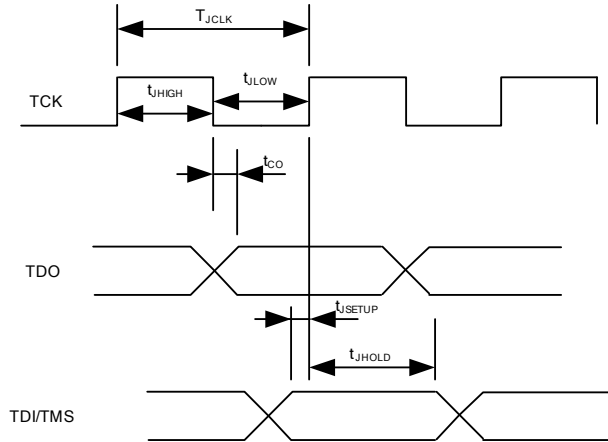 TJCLK
tJHIGH
tJLOW
TCK
tCO
TDO
tJSETUP
tJHOLD
TDI/TMS